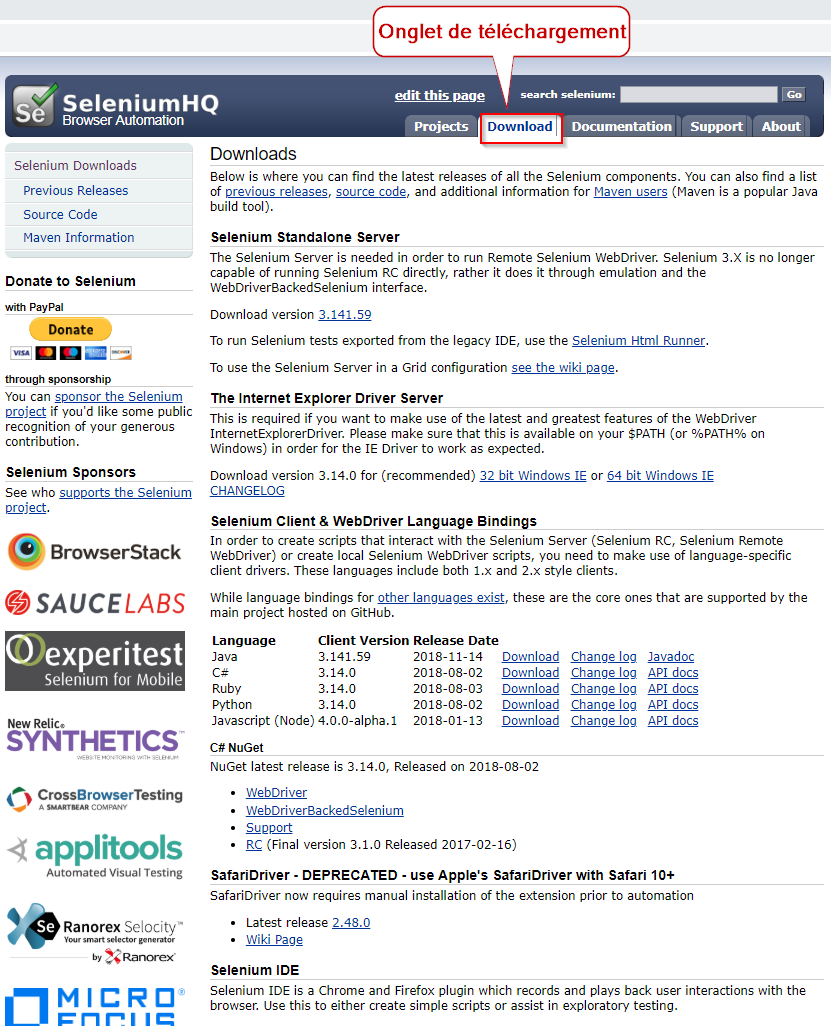 Onglet de téléchargement
Se SeleniumHQ
Browser Automation
edit this page
search selenium:
Go
Projects
Download
Documentation
Support
About
Selenium Downloads
Previous Releases
Source Code
Maven Information
Donate to Selenium
with PayPal
Donate
VISA
DISCOVER
through sponsorship
You can sponsor the Selenium
project if you'd like some public
recognition of your generous
contribution.
Selenium Sponsors
See who supports the Selenium
project.
BrowserStack
SAUCELABS
experitest
Selenium for Mobile
New Relic®
SYNTHETICS™
WEBSITE MONITORING WITH SELENIUM
CrossBrowserTesting
A SMARTBEAR COMPANY
applitools
Automated Visual Testing
Se Ranorex Selocity™
Your smart selector generator
by Ranorex®
MICRO®
FOCUS
Downloads
Below is where you can find the latest releases of all the Selenium components. You can also find a list
of previous releases, source code, and additional information for Maven users (Maven is a popular Java
build tool).
Selenium Standalone Server
The Selenium Server is needed in order to run Remote Selenium WebDriver. Selenium 3.X is no longer
capable of running Selenium RC directly, rather it does it through emulation and the
WebDriverBackedSelenium interface.
Download version 3.141.59
To run Selenium tests exported from the legacy IDE, use the Selenium Html Runner.
To use the Selenium Server in a Grid configuration see the wiki page.
The Internet Explorer Driver Server
This is required if you want to make use of the latest and greatest features of the WebDriver
InternetExplorerDriver. Please make sure that this is available on your $PATH (or %PATH% on
Windows) in order for the IE Driver to work as expected.
Download version 3.14.0 for (recommended) 32 bit Windows IE or 64 bit Windows IE
CHANGELOG
Selenium Client & WebDriver Language Bindings
In order to create scripts that interact with the Selenium Server (Selenium RC, Selenium Remote
WebDriver) or create local Selenium WebDriver scripts, you need to make use of language-specific
client drivers. These languages include both 1.x and 2.x style clients.
While language bindings for other languages exist, these are the core ones that are supported by the
main project hosted on GitHub.
Language Client Version Release Date
Java 3.141.59 2018-11-14 Download Change log Javadoc
C# 3.14.0 2018-08-02 Download Change log API docs
Ruby 3.14.0 2018-08-03 Download Change log API docs
Python 3.14.0 2018-08-02 Download Change log API docs
Javascript (Node) 4.0.0-alpha.1 2018-01-13 Download Change log API docs
C# NuGet
NuGet latest release is 3.14.0, Released on 2018-08-02
• WebDriver
• WebDriverBackedSelenium
• Support
• RC (Final version 3.1.0 Released 2017-02-16)
SafariDriver - DEPRECATED - use Apple's SafariDriver with Safari 10+
SafariDriver now requires manual installation of the extension prior to automation
• Latest release 2.48.0
• Wiki Page
Selenium IDE
Selenium IDE is a Chrome and Firefox plugin which records and plays back user interactions with the
browser. Use this to either create simple scripts or assist in exploratory testing.